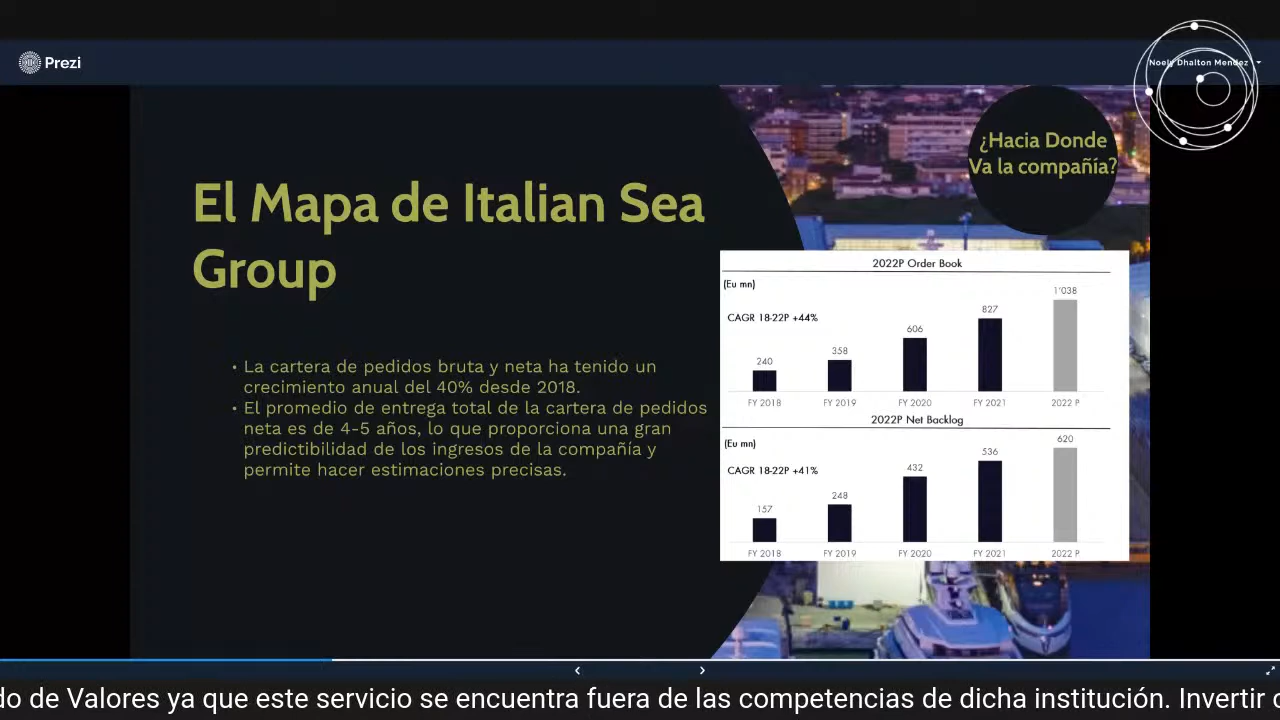 Prezi
Noely Dhalton Mendez
¿Hacia Donde
Va la compañía?
El Mapa de Italian Sea
Group
• La cartera de pedidos bruta y neta ha tenido un
crecimiento anual del 40% desde 2018.
• El promedio de entrega total de la cartera de pedidos
neta es de 4-5 años, lo que proporciona una gran
predictibilidad de los ingresos de la compañía y
permite hacer estimaciones precisas.
2022P Order Book
(Eu mn)
CAGR 18-22P +44%
240 358 606 827 1'038
FY 2018 FY 2019 FY 2020 FY 2021 2022 P
2022P Net Backlog
(Eu mn)
CAGR 18-22P +41%
157 248 432 536 620
FY 2018 FY 2019 FY 2020 FY 2021 2022 P
do de Valores ya que este servicio se encuentra fuera de las competencias de dicha institución. Invertir